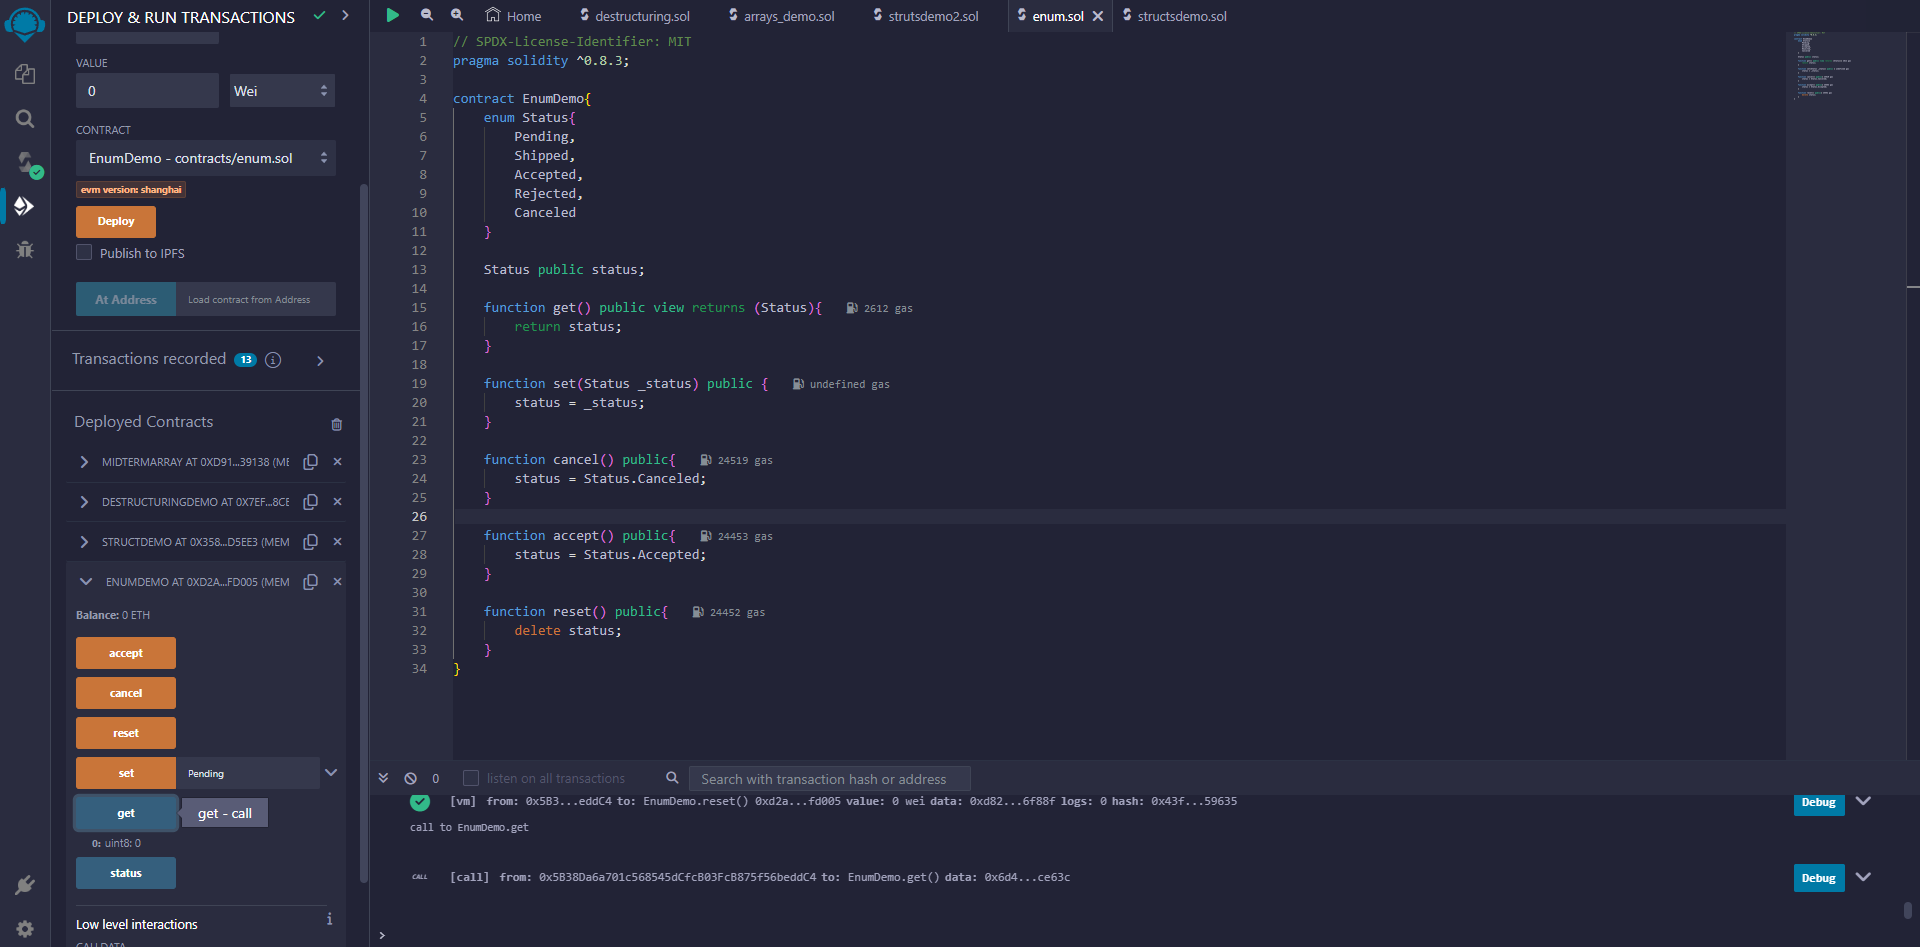 DEPLOY & RUN TRANSACTIONS
VALUE
0
Wei
CONTRACT
EnumDemo - contracts/enum.sol
evm version: shanghai
Deploy
Publish to IPFS
At Address
Load contract from Address
Transactions recorded 13
Deployed Contracts
MIDTERMARRAY AT 0XD91...39138 (ME
DESTRUCTURINGDEMO AT 0X7EF...8CE
STRUCTDEMO AT 0X358...D5EE3 (MEM
ENUMDEMO AT 0XD2A...FD005 (MEM
Balance: 0 ETH
accept
cancel
reset
set
Pending
get
get - call
0: uint8: 0
status
Low level interactions
CALLDATA
Home
destructuring.sol
arrays_demo.sol
strutsdemo2.sol
enum.sol
structsdemo.sol
1 // SPDX-License-Identifier: MIT
2 pragma solidity ^0.8.3;
3
4 contract EnumDemo{
5 enum Status{
6 Pending,
7 Shipped,
8 Accepted,
9 Rejected,
10 Canceled
11 }
12
13 Status public status;
14
15 function get() public view returns (Status){ 2612 gas
16 return status;
17 }
18
19 function set(Status _status) public { undefined gas
20 status = _status;
21 }
22
23 function cancel() public{ 24519 gas
24 status = Status.Canceled;
25 }
26
27 function accept() public{ 24453 gas
28 status = Status.Accepted;
29 }
30
31 function reset() public{ 24452 gas
32 delete status;
33 }
34 }
0
listen on all transactions
Search with transaction hash or address
[vm] from: 0x5B3...eddC4 to: EnumDemo.reset() 0xd2a...fd005 value: 0 wei data: 0xd82...6f88f logs: 0 hash: 0x43f...59635
Debug
call to EnumDemo.get
CALL [call] from: 0x5B38Da6a701c568545dCfcB03FcB875f56beddC4 to: EnumDemo.get() data: 0x6d4...ce63c
Debug
>